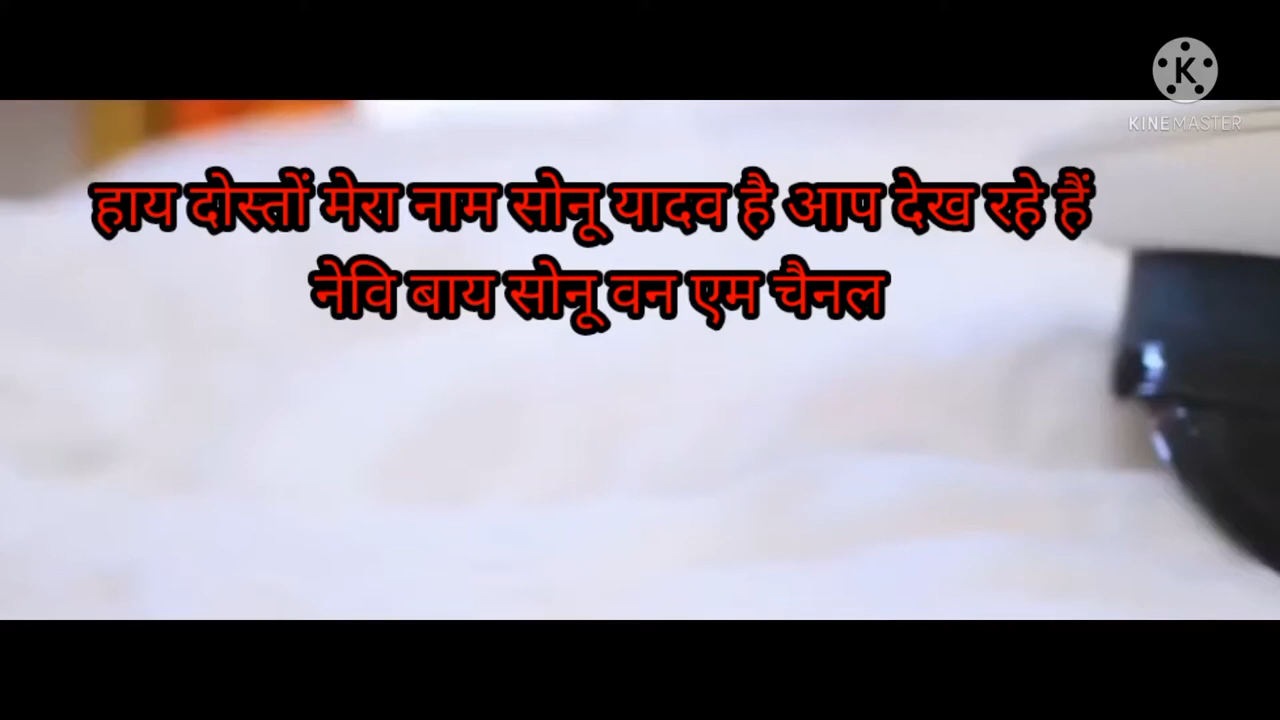 KINEMASTER
हाय दोस्तों मेरा नाम सोनू यादव है आप देख रहे हैं
नेवि बाय सोनू वन एम चैनल